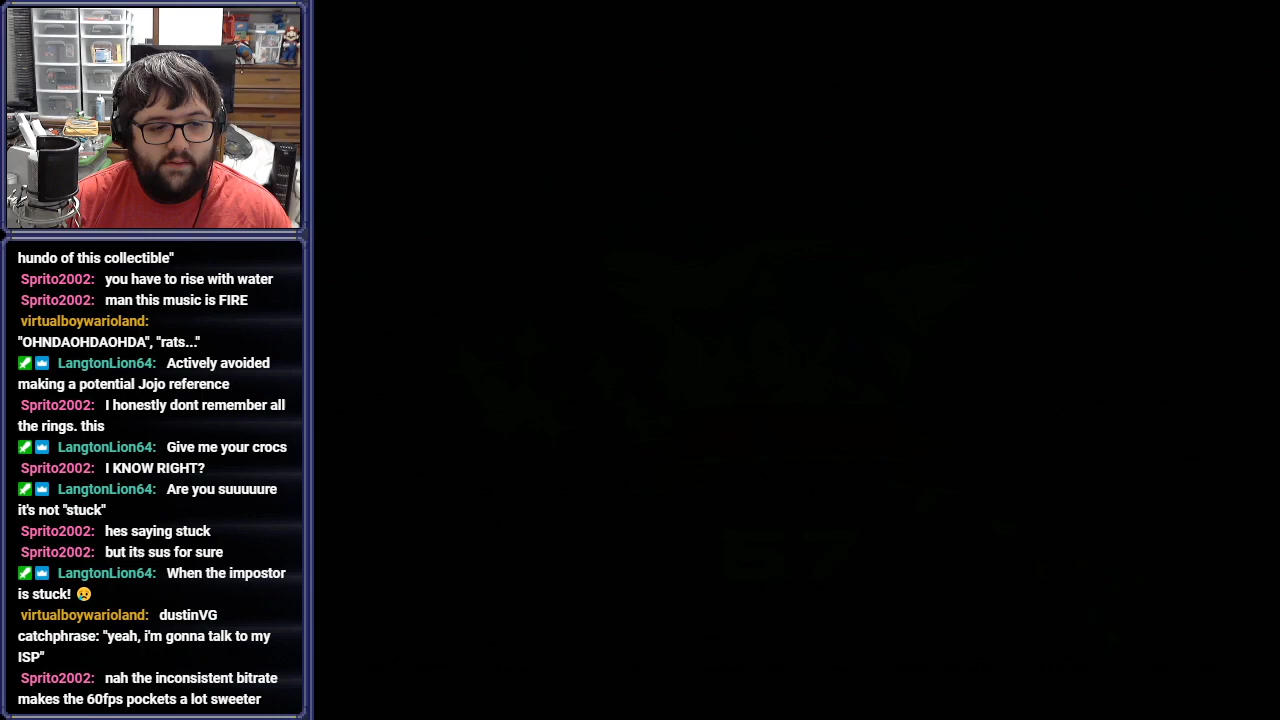 hundo of this collectible"
Sprito2002: you have to rise with water
Sprito2002: man this music is FIRE
virtualboywarioland:
"OHNDAOHDAOHDA", "rats..."
LangtonLion64: Actively avoided
making a potential Jojo reference
Sprito2002: I honestly dont remember all
the rings. this
LangtonLion64: Give me your crocs
Sprito2002: I KNOW RIGHT?
LangtonLion64: Are you suuuuure
it's not "stuck"
Sprito2002: hes saying stuck
Sprito2002: but its sus for sure
LangtonLion64: When the impostor
is stuck! 😥
virtualboywarioland: dustinVG
catchphrase: "yeah, i'm gonna talk to my
ISP"
Sprito2002: nah the inconsistent bitrate
makes the 60fps pockets a lot sweeter